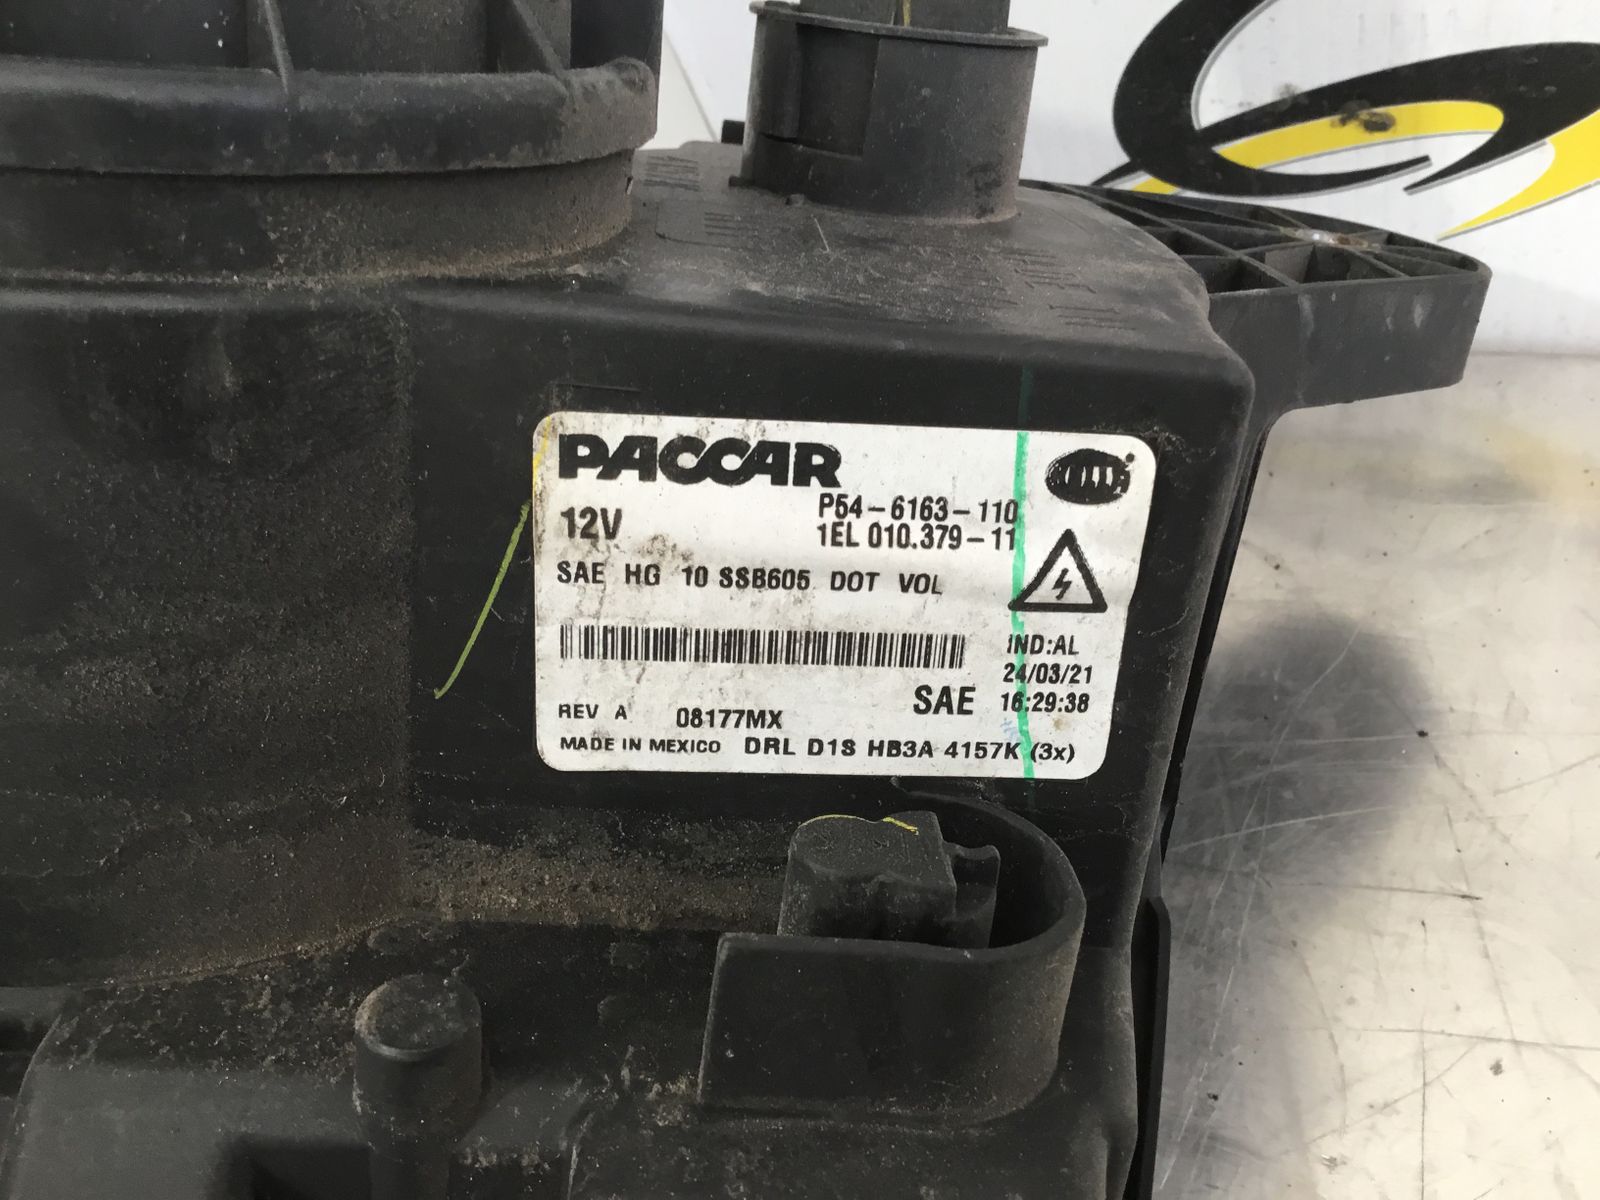 PACCAR
HELLA
P54-6163-110
12V
1EL 010.379-11
SAE HG 10 SSB605 DOT VOL
IND:AL
24/03/21
SAE 16:29:38
REV A 08177MX
MADE IN MEXICO DRL D1S HB3A 4157K (3x)